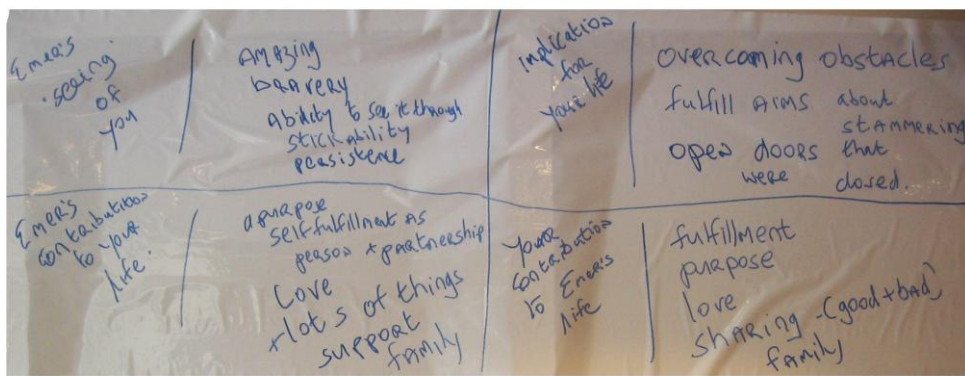 Emer's
seeing
of
you
AMAZING
bRAvery
Ability to see it through
STICKAbility
persistence
Implication
for
your life
overcoming obstacles
fulfill Aims about
stAMMERing
open doors that
were closed.
Emer's
contribution
to your
life.
a purpose
self fulfillment As
person + partnership
Love
+ lots of things
support
family
Your
contribution
to Emer's
life
fulfillment
purpose
love
shARing - (good + bAd)
family